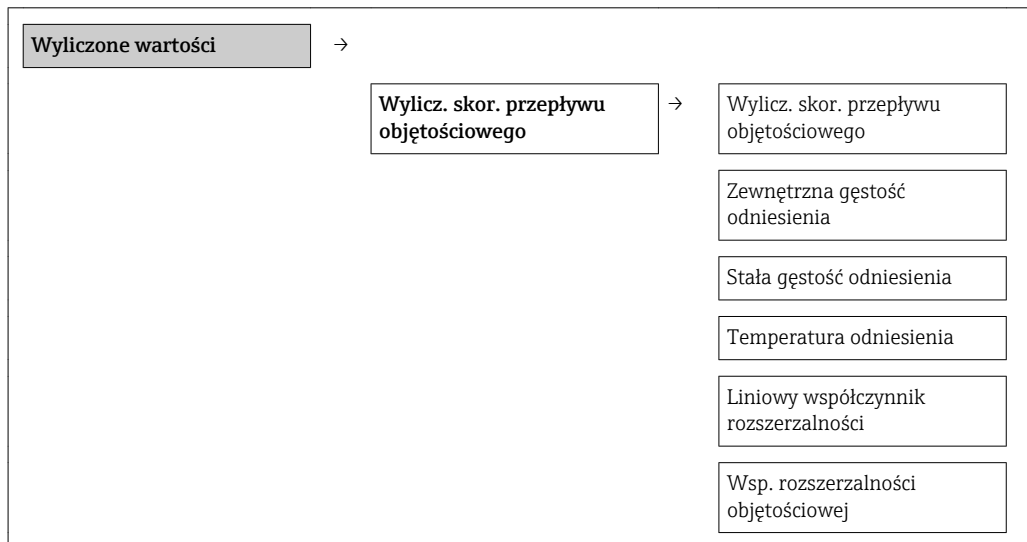 Wyliczone wartości →
Wylicz. skor. przepływu
objętościowego
→
Wylicz. skor. przepływu
objętościowego
Zewnętrzna gęstość
odniesienia
Stała gęstość odniesienia
Temperatura odniesienia
Liniowy współczynnik
rozszerzalności
Wsp. rozszerzalności
objętościowej